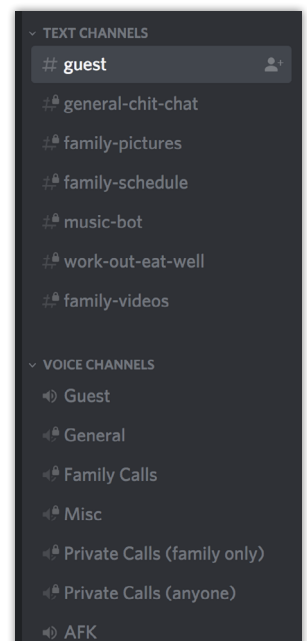 TEXT CHANNELS
# guest
# general-chit-chat
# family-pictures
# family-schedule
# music-bot
# work-out-eat-well
# family-videos
VOICE CHANNELS
Guest
General
Family Calls
Misc
Private Calls (family only)
Private Calls (anyone)
AFK